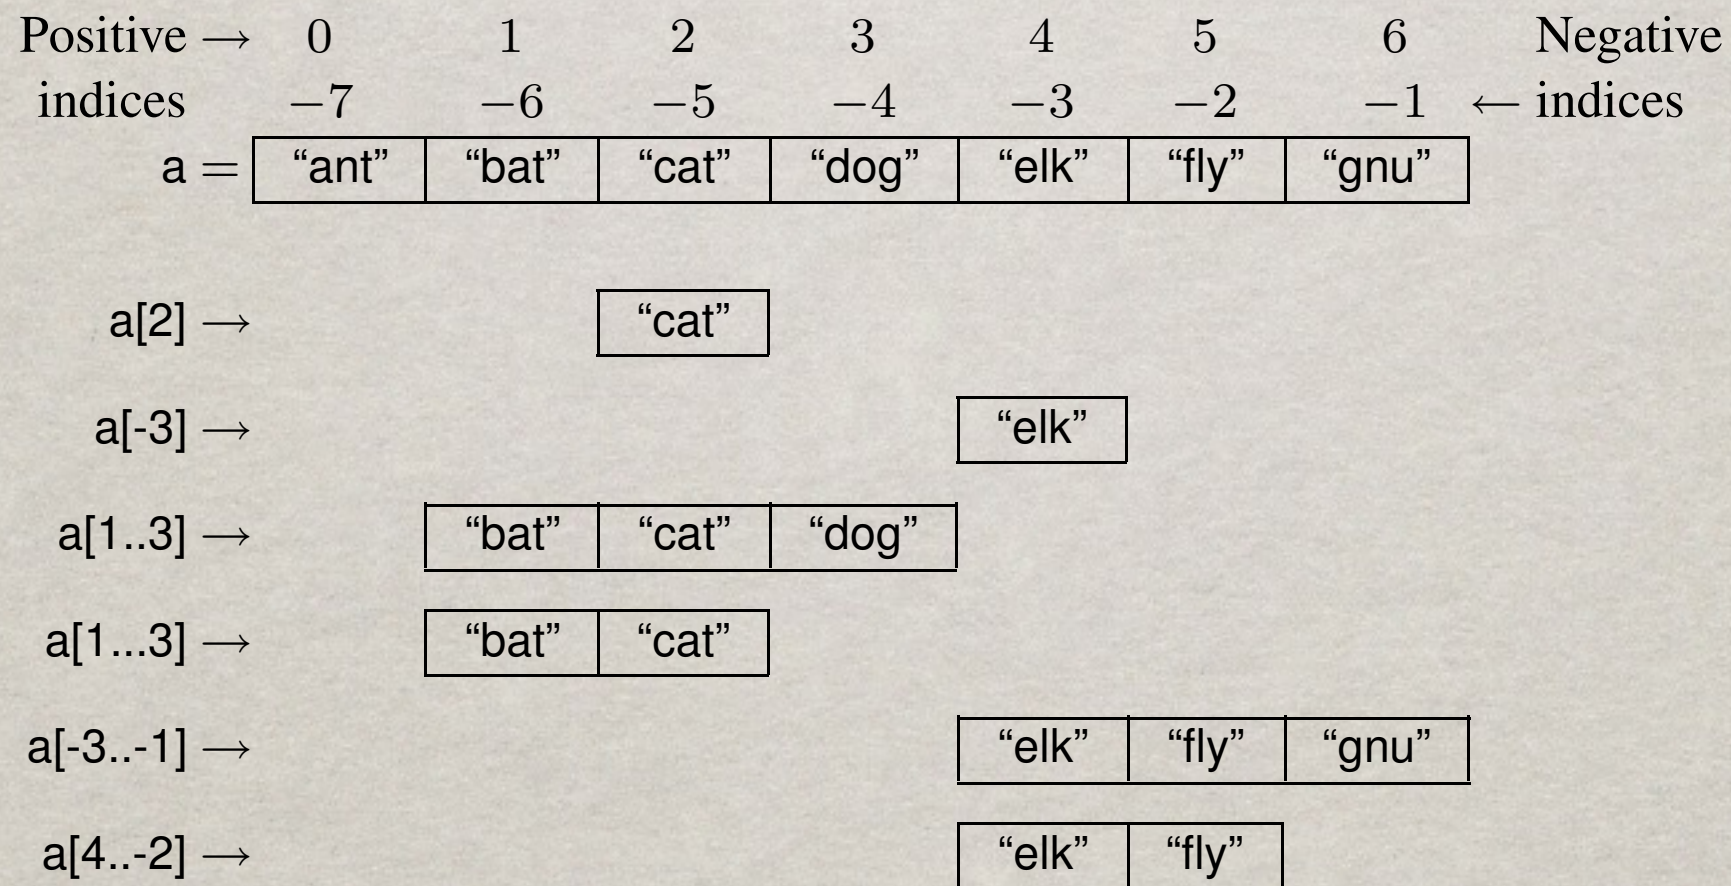 Positive → 0 1 2 3 4 5 6 Negative
indices −7 −6 −5 −4 −3 −2 −1 ← indices
a = “ant” “bat” “cat” “dog” “elk” “fly” “gnu”
a[2] → “cat”
a[-3] → “elk”
a[1..3] → “bat” “cat” “dog”
a[1...3] → “bat” “cat”
a[-3..-1] → “elk” “fly” “gnu”
a[4..-2] → “elk” “fly”